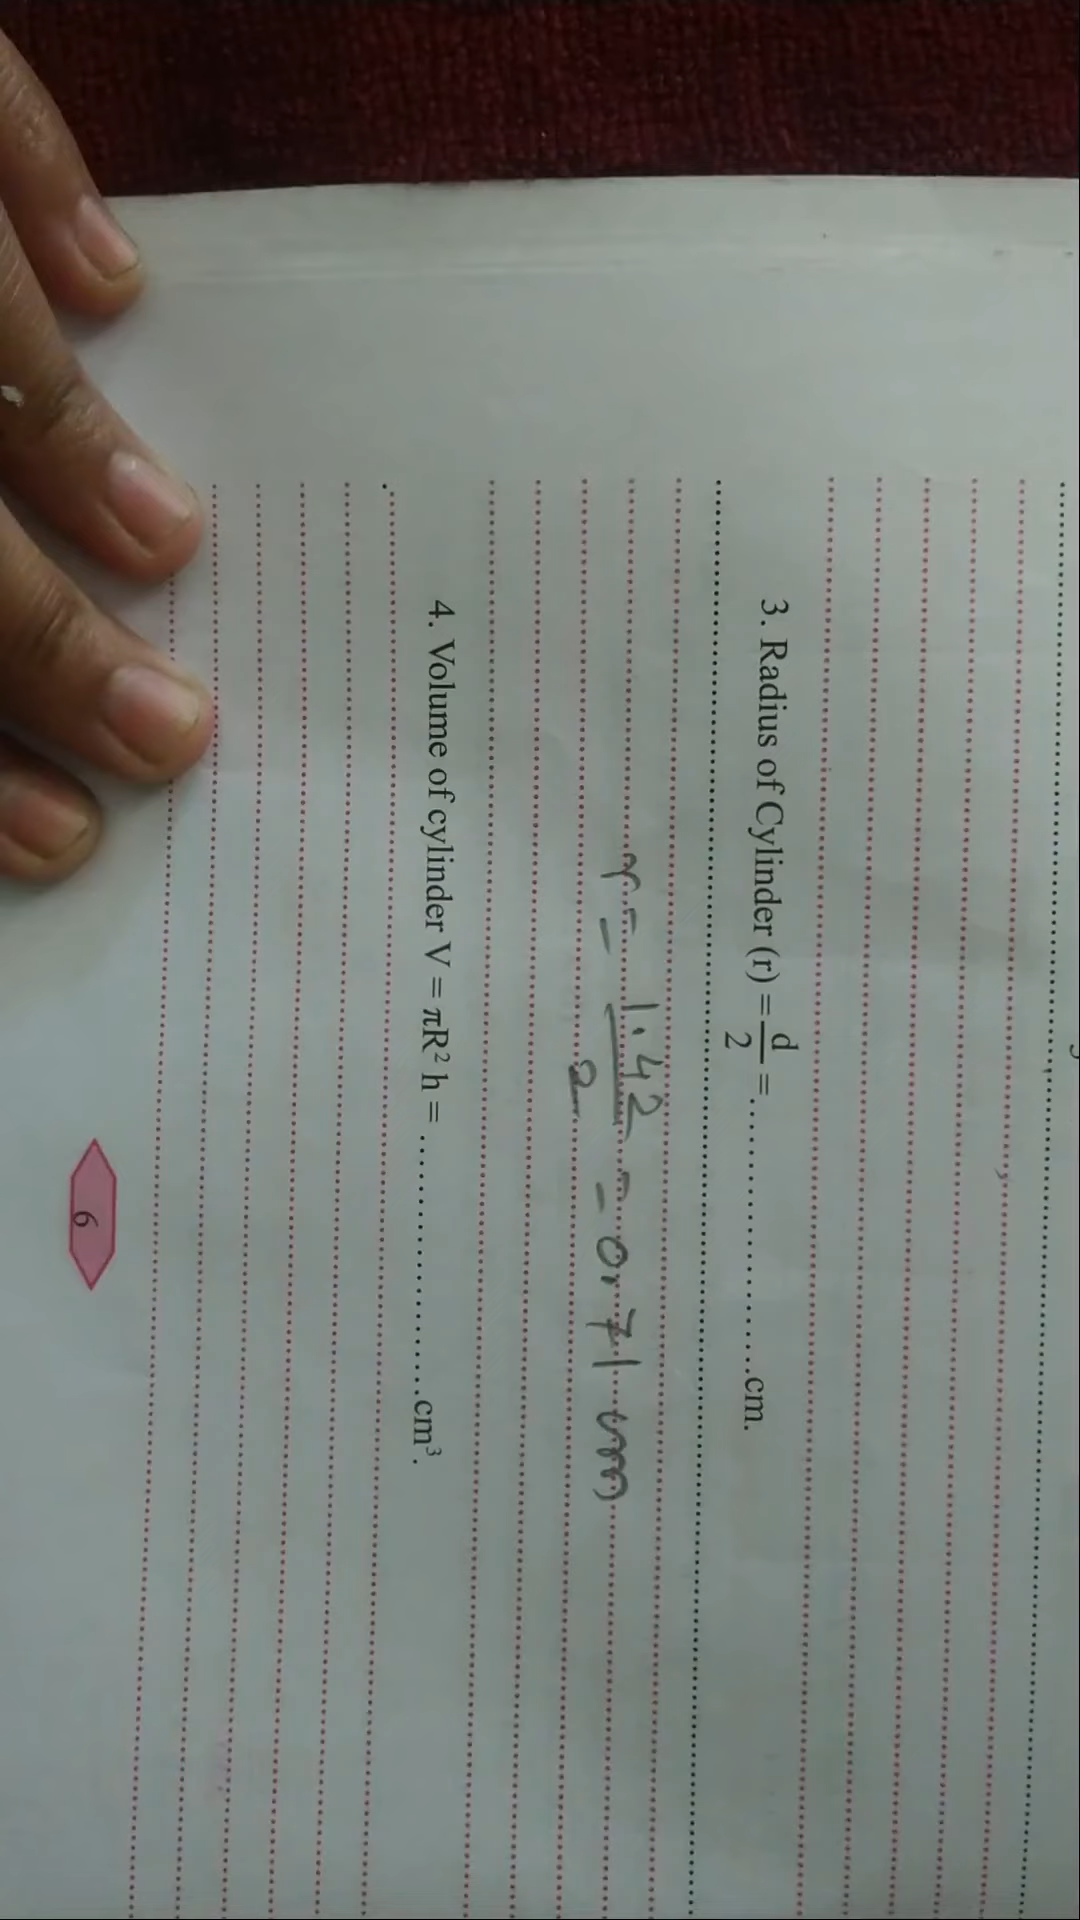 3. Radius of Cylinder (r) = d/2 = ....................cm.
r = 1.42/2 = 0.71 cm
4. Volume of cylinder V = πR² h = ....................cm³.
6